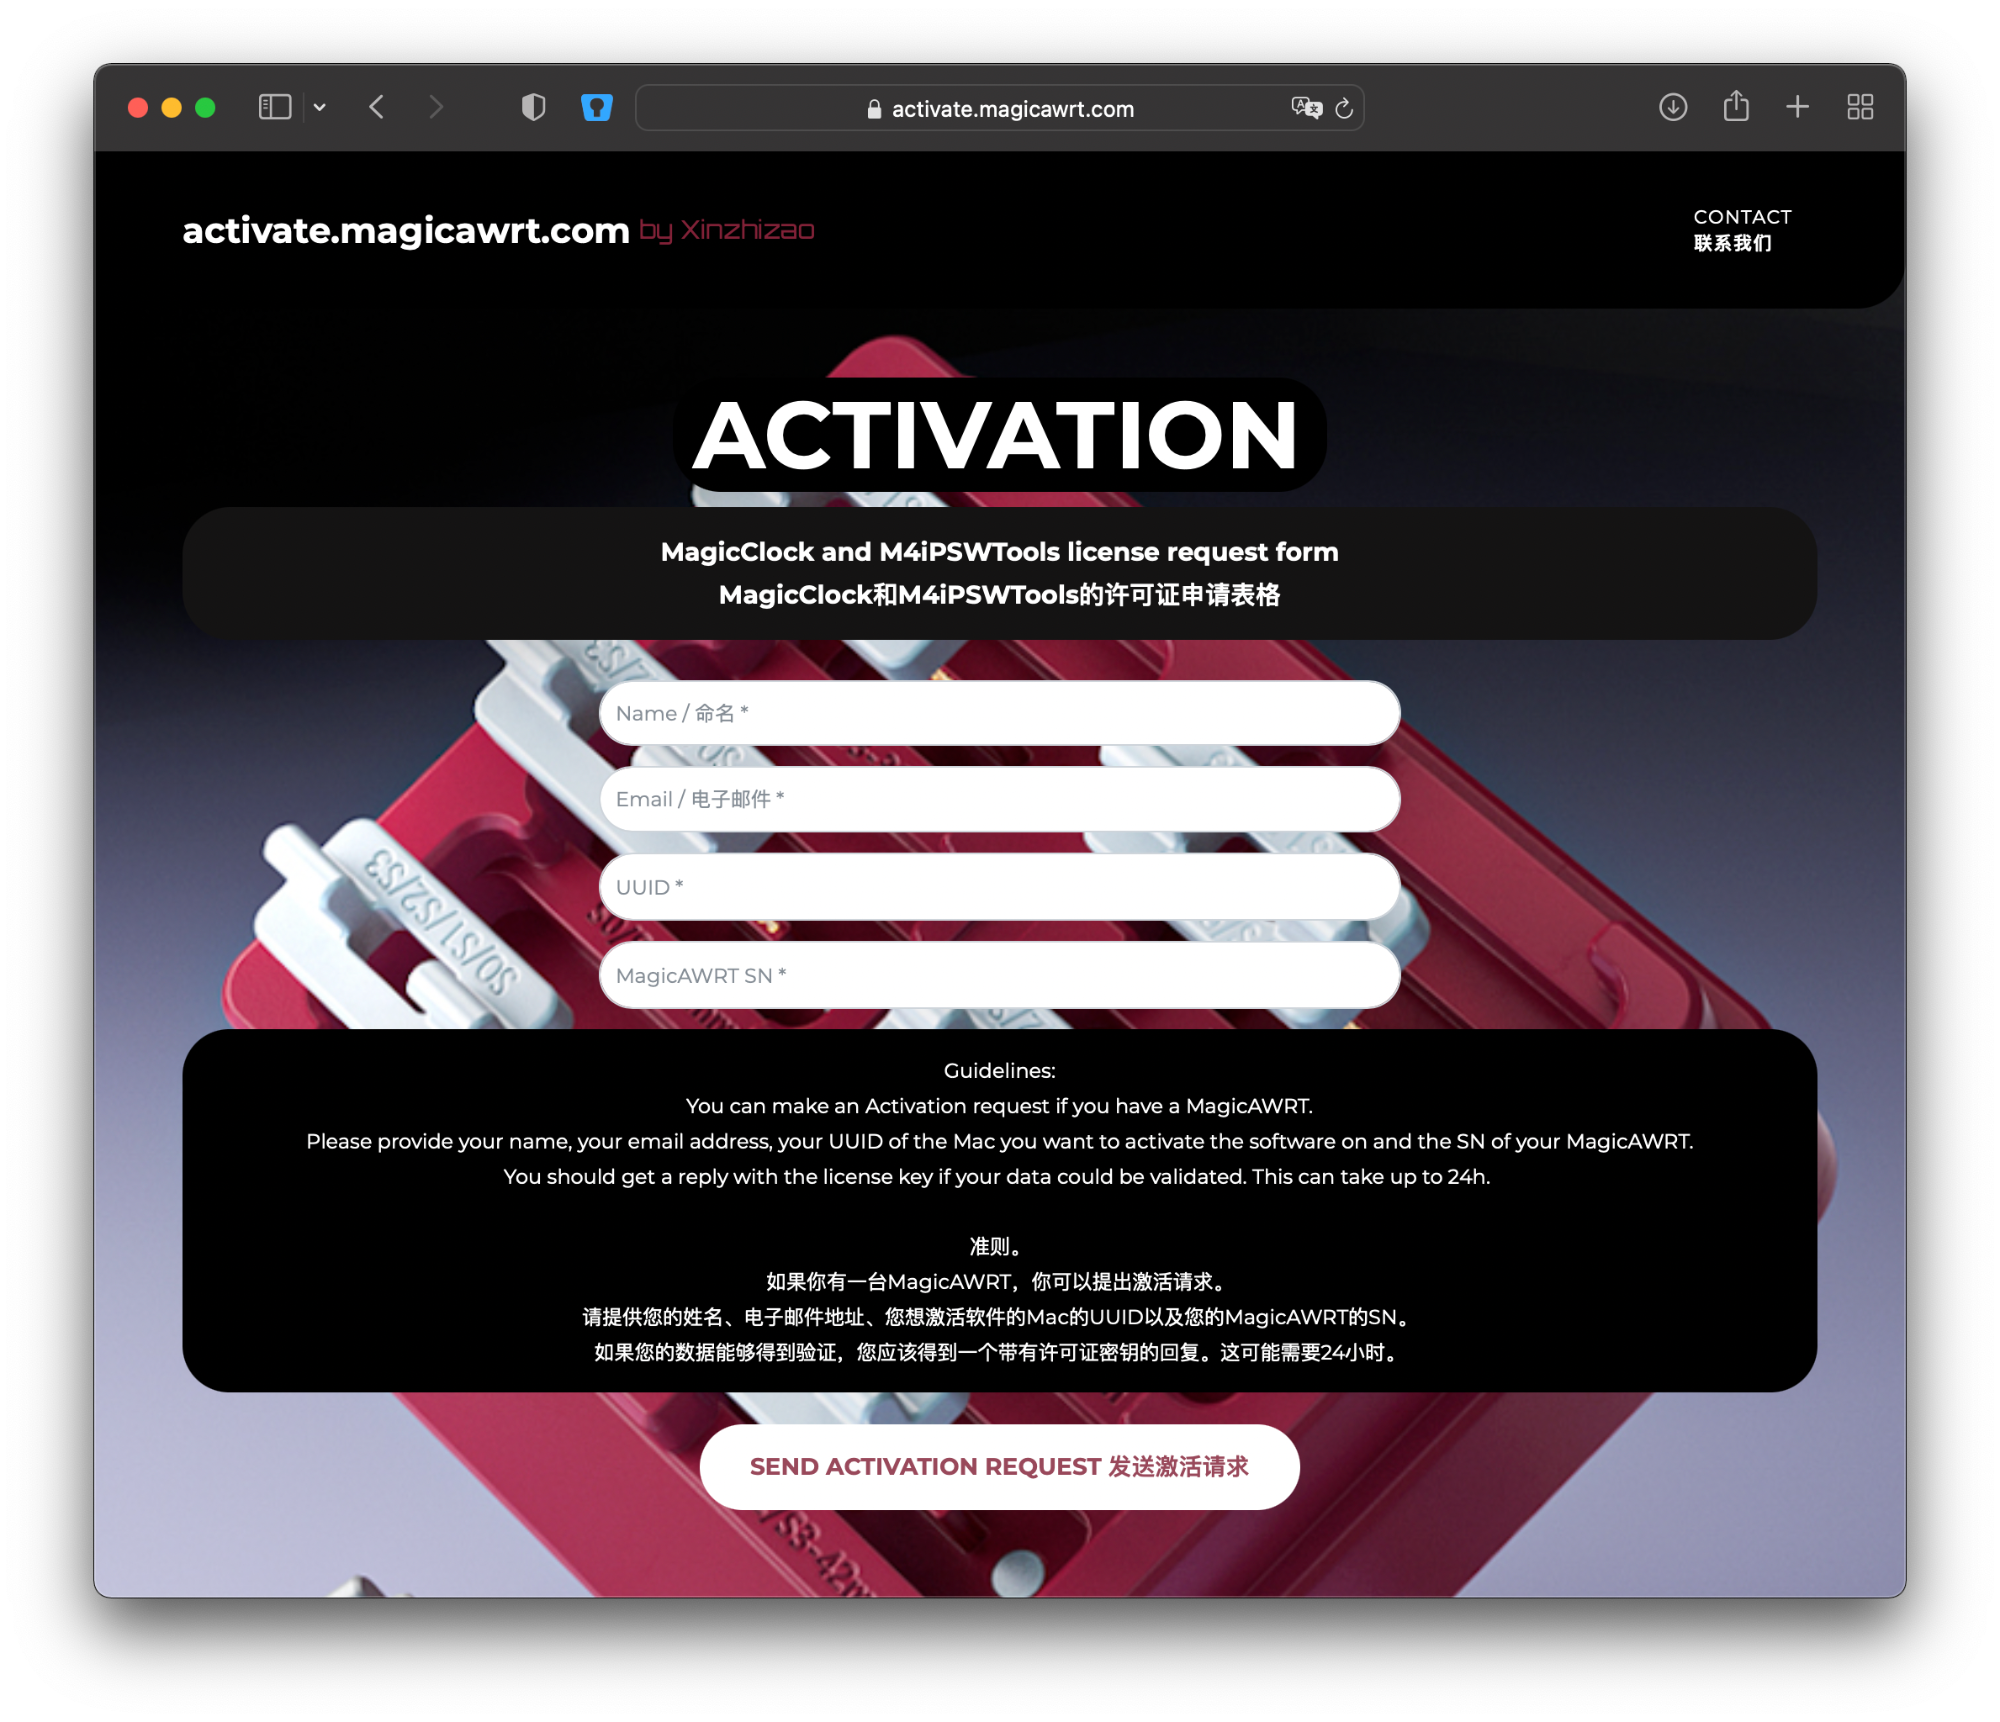 activate.magicawrt.com
activate.magicawrt.com by Xinzhizao
CONTACT
联系我们
ACTIVATION
MagicClock and M4iPSWTools license request form
MagicClock和M4iPSWTools的许可证申请表格
Name / 命名 *
Email / 电子邮件 *
UUID *
S0/S1/S2/S3
MagicAWRT SN *
Guidelines:
You can make an Activation request if you have a MagicAWRT.
Please provide your name, your email address, your UUID of the Mac you want to activate the software on and the SN of your MagicAWRT.
You should get a reply with the license key if your data could be validated. This can take up to 24h.
准则。
如果你有一台MagicAWRT，你可以提出激活请求。
请提供您的姓名、电子邮件地址、您想激活软件的Mac的UUID以及您的MagicAWRT的SN。
如果您的数据能够得到验证，您应该得到一个带有许可证密钥的回复。这可能需要24小时。
SEND ACTIVATION REQUEST 发送激活请求